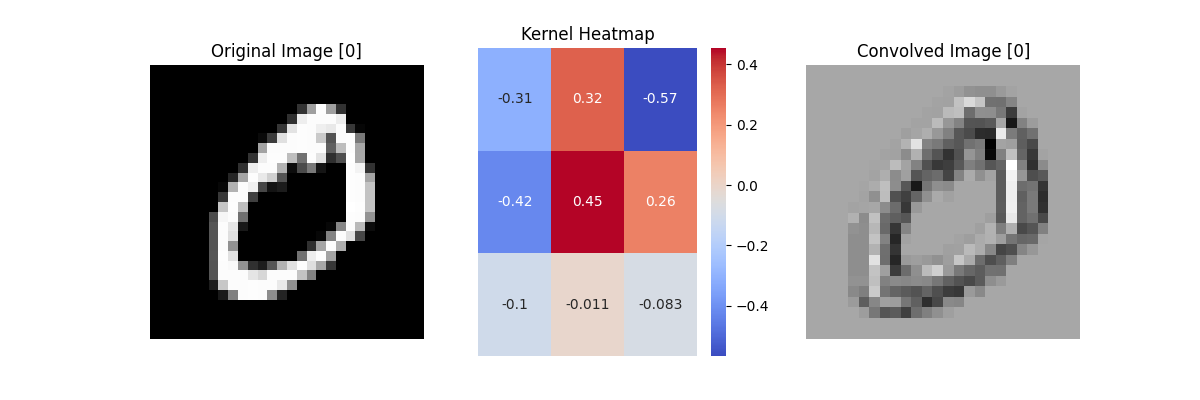 Original Image [0]
Kernel Heatmap
Convolved Image [0]
-0.31 0.32 -0.57
-0.42 0.45 0.26
-0.1 -0.011 -0.083
0.4
0.2
0.0
−0.2
−0.4